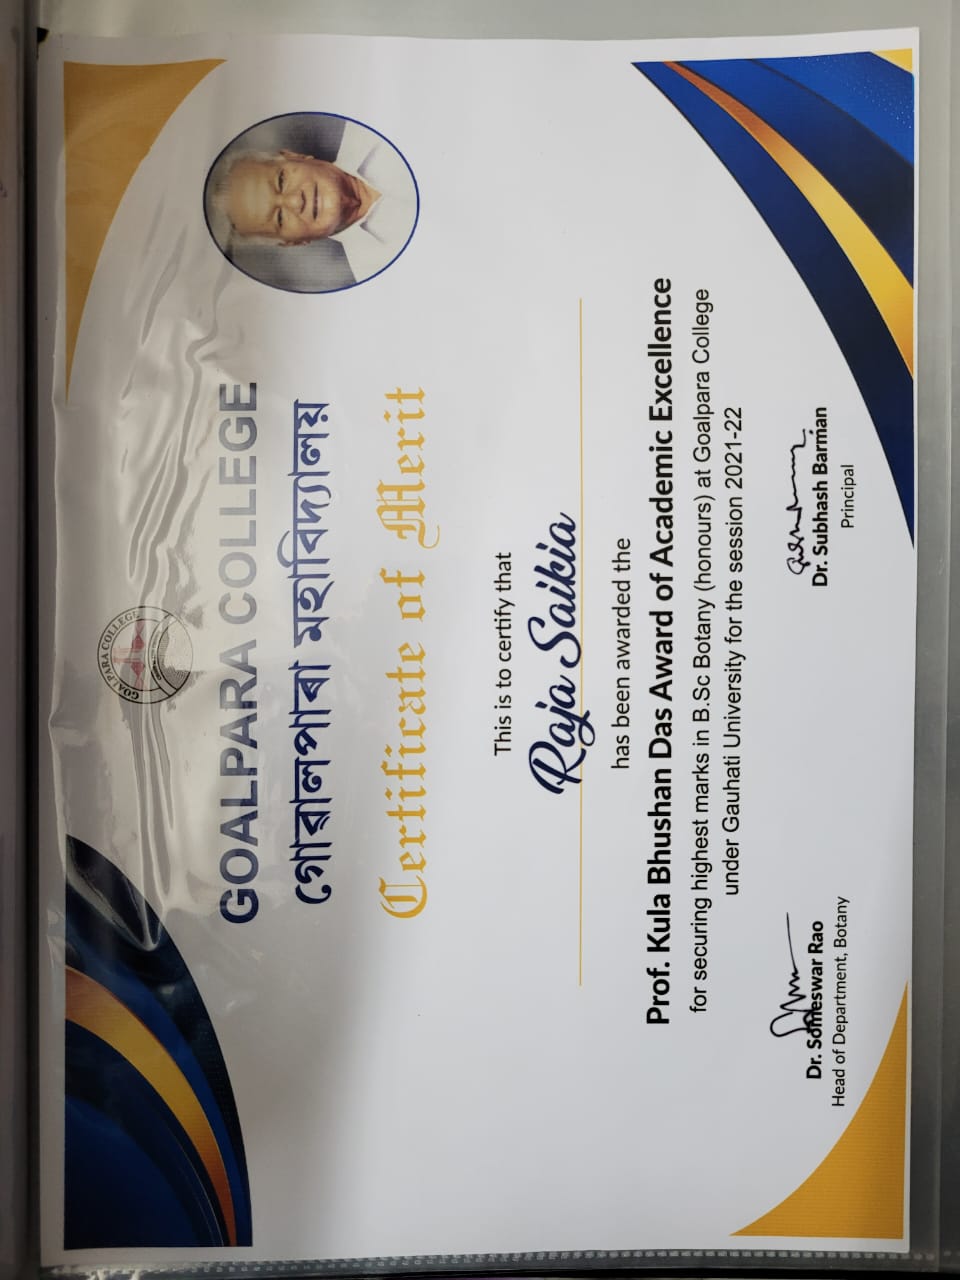 GOALPARA COLLEGE
GOALPARA COLLEGE
গোৱালপাৰা মহাবিদ্যালয়
Certificate of Merit
This is to certify that
Raja Saikia
has been awarded the
Prof. Kula Bhushan Das Award of Academic Excellence
for securing highest marks in B.Sc Botany (honours) at Goalpara College
under Gauhati University for the session 2021-22
Dr. Someswar Rao
Head of Department, Botany
Dr. Subhash Barman
Principal